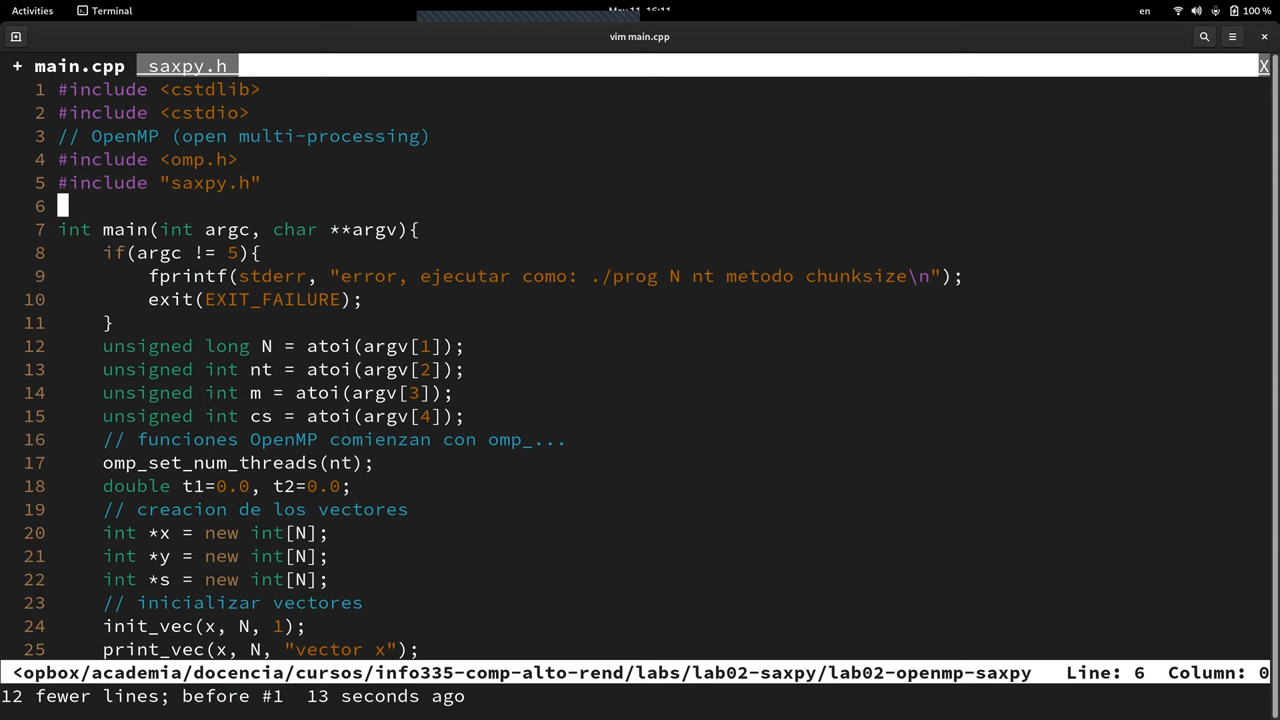 Activities Terminal en 100 %
vim main.cpp
+ main.cpp saxpy.h X
1 #include <cstdlib>
2 #include <cstdio>
3 // OpenMP (open multi-processing)
4 #include <omp.h>
5 #include "saxpy.h"
6
7 int main(int argc, char **argv){
8 if(argc != 5){
9 fprintf(stderr, "error, ejecutar como: ./prog N nt metodo chunksize\n");
10 exit(EXIT_FAILURE);
11 }
12 unsigned long N = atoi(argv[1]);
13 unsigned int nt = atoi(argv[2]);
14 unsigned int m = atoi(argv[3]);
15 unsigned int cs = atoi(argv[4]);
16 // funciones OpenMP comienzan con omp_...
17 omp_set_num_threads(nt);
18 double t1=0.0, t2=0.0;
19 // creacion de los vectores
20 int *x = new int[N];
21 int *y = new int[N];
22 int *s = new int[N];
23 // inicializar vectores
24 init_vec(x, N, 1);
25 print_vec(x, N, "vector x");
<opbox/academia/docencia/cursos/info335-comp-alto-rend/labs/lab02-saxpy/lab02-openmp-saxpy Line: 6 Column: 0
12 fewer lines; before #1 13 seconds ago